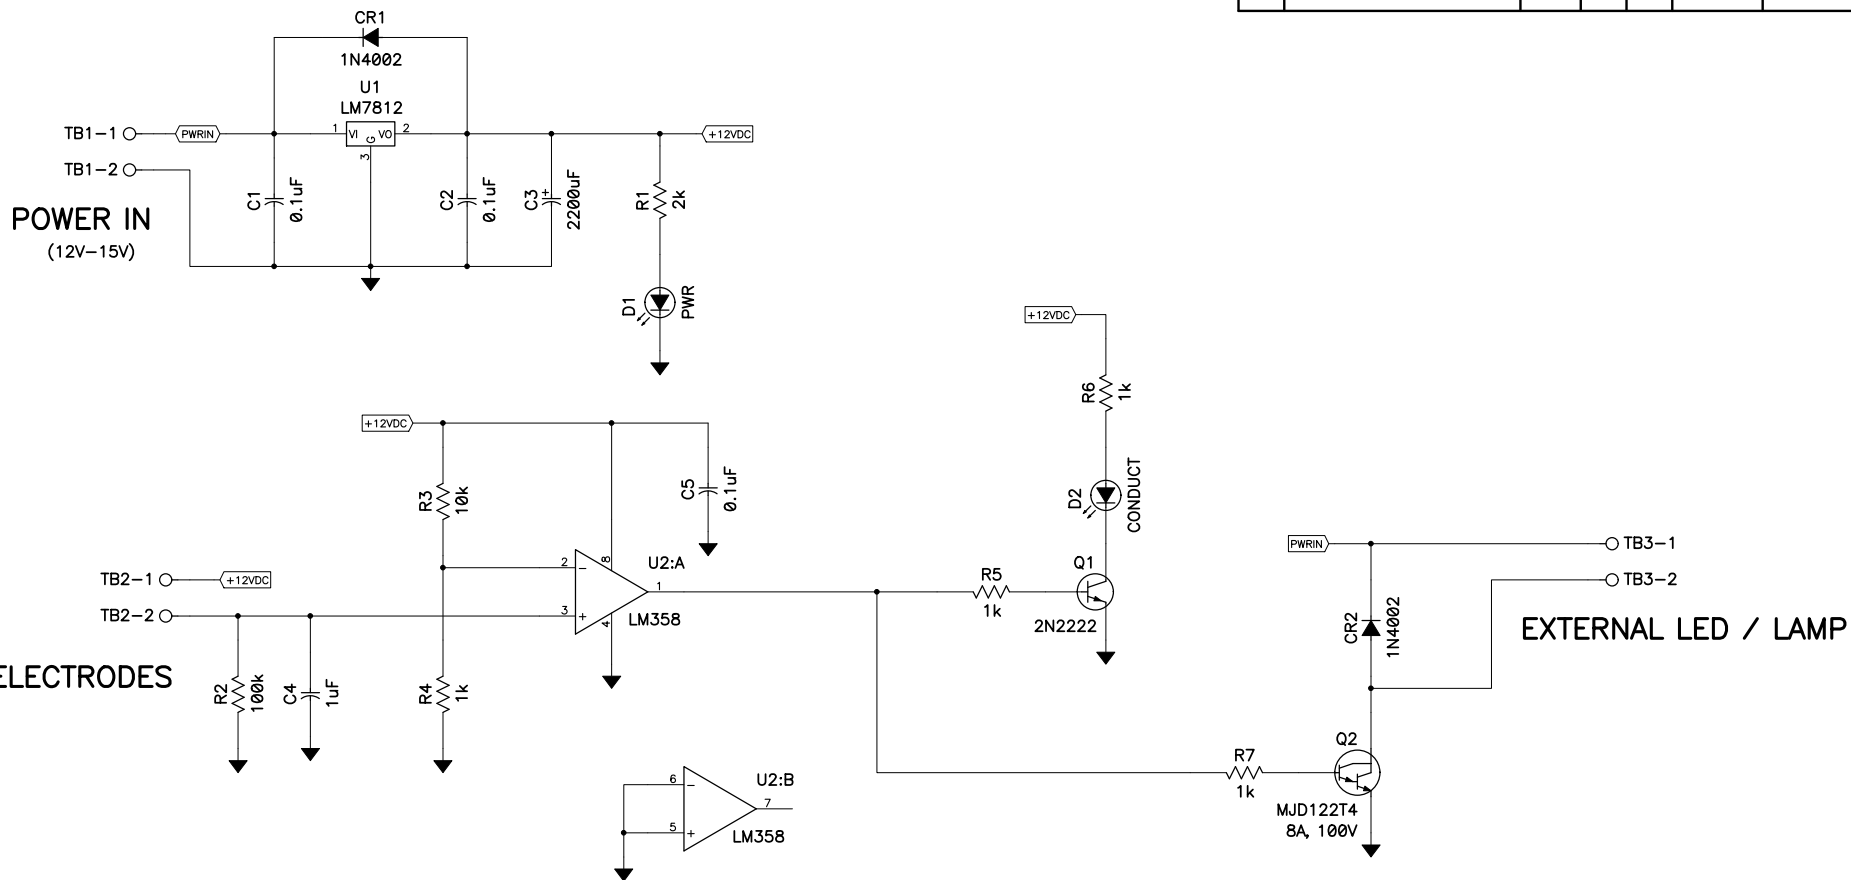 CR1
1N4002
U1
LM7812
TB1-1
PWRIN
1
VI
G
VO
2
3
+12VDC
TB1-2
POWER IN
(12V-15V)
C1
0.1uF
C2
0.1uF
C3
+
2200uF
R1
2k
D1
PWR
+12VDC
R6
1k
D2
CONDUCT
+12VDC
R3
10k
C5
0.1uF
8
U2:A
2
-
1
3
+
4
LM358
TB2-1
+12VDC
TB2-2
ELECTRODES
R2
100k
C4
1uF
R4
1k
R5
1k
Q1
2N2222
PWRIN
TB3-1
TB3-2
CR2
1N4002
EXTERNAL LED / LAMP
R7
1k
Q2
MJD122T4
8A, 100V
6
-
U2:B
7
5
+
LM358